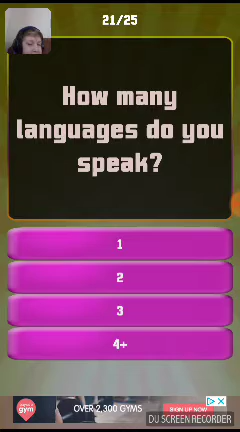 21/25
How many
languages do you
speak?
1
2
3
4+
gym
OVER 2,300 GYMS
SIGN UP NOW
DU SCREEN RECORDER